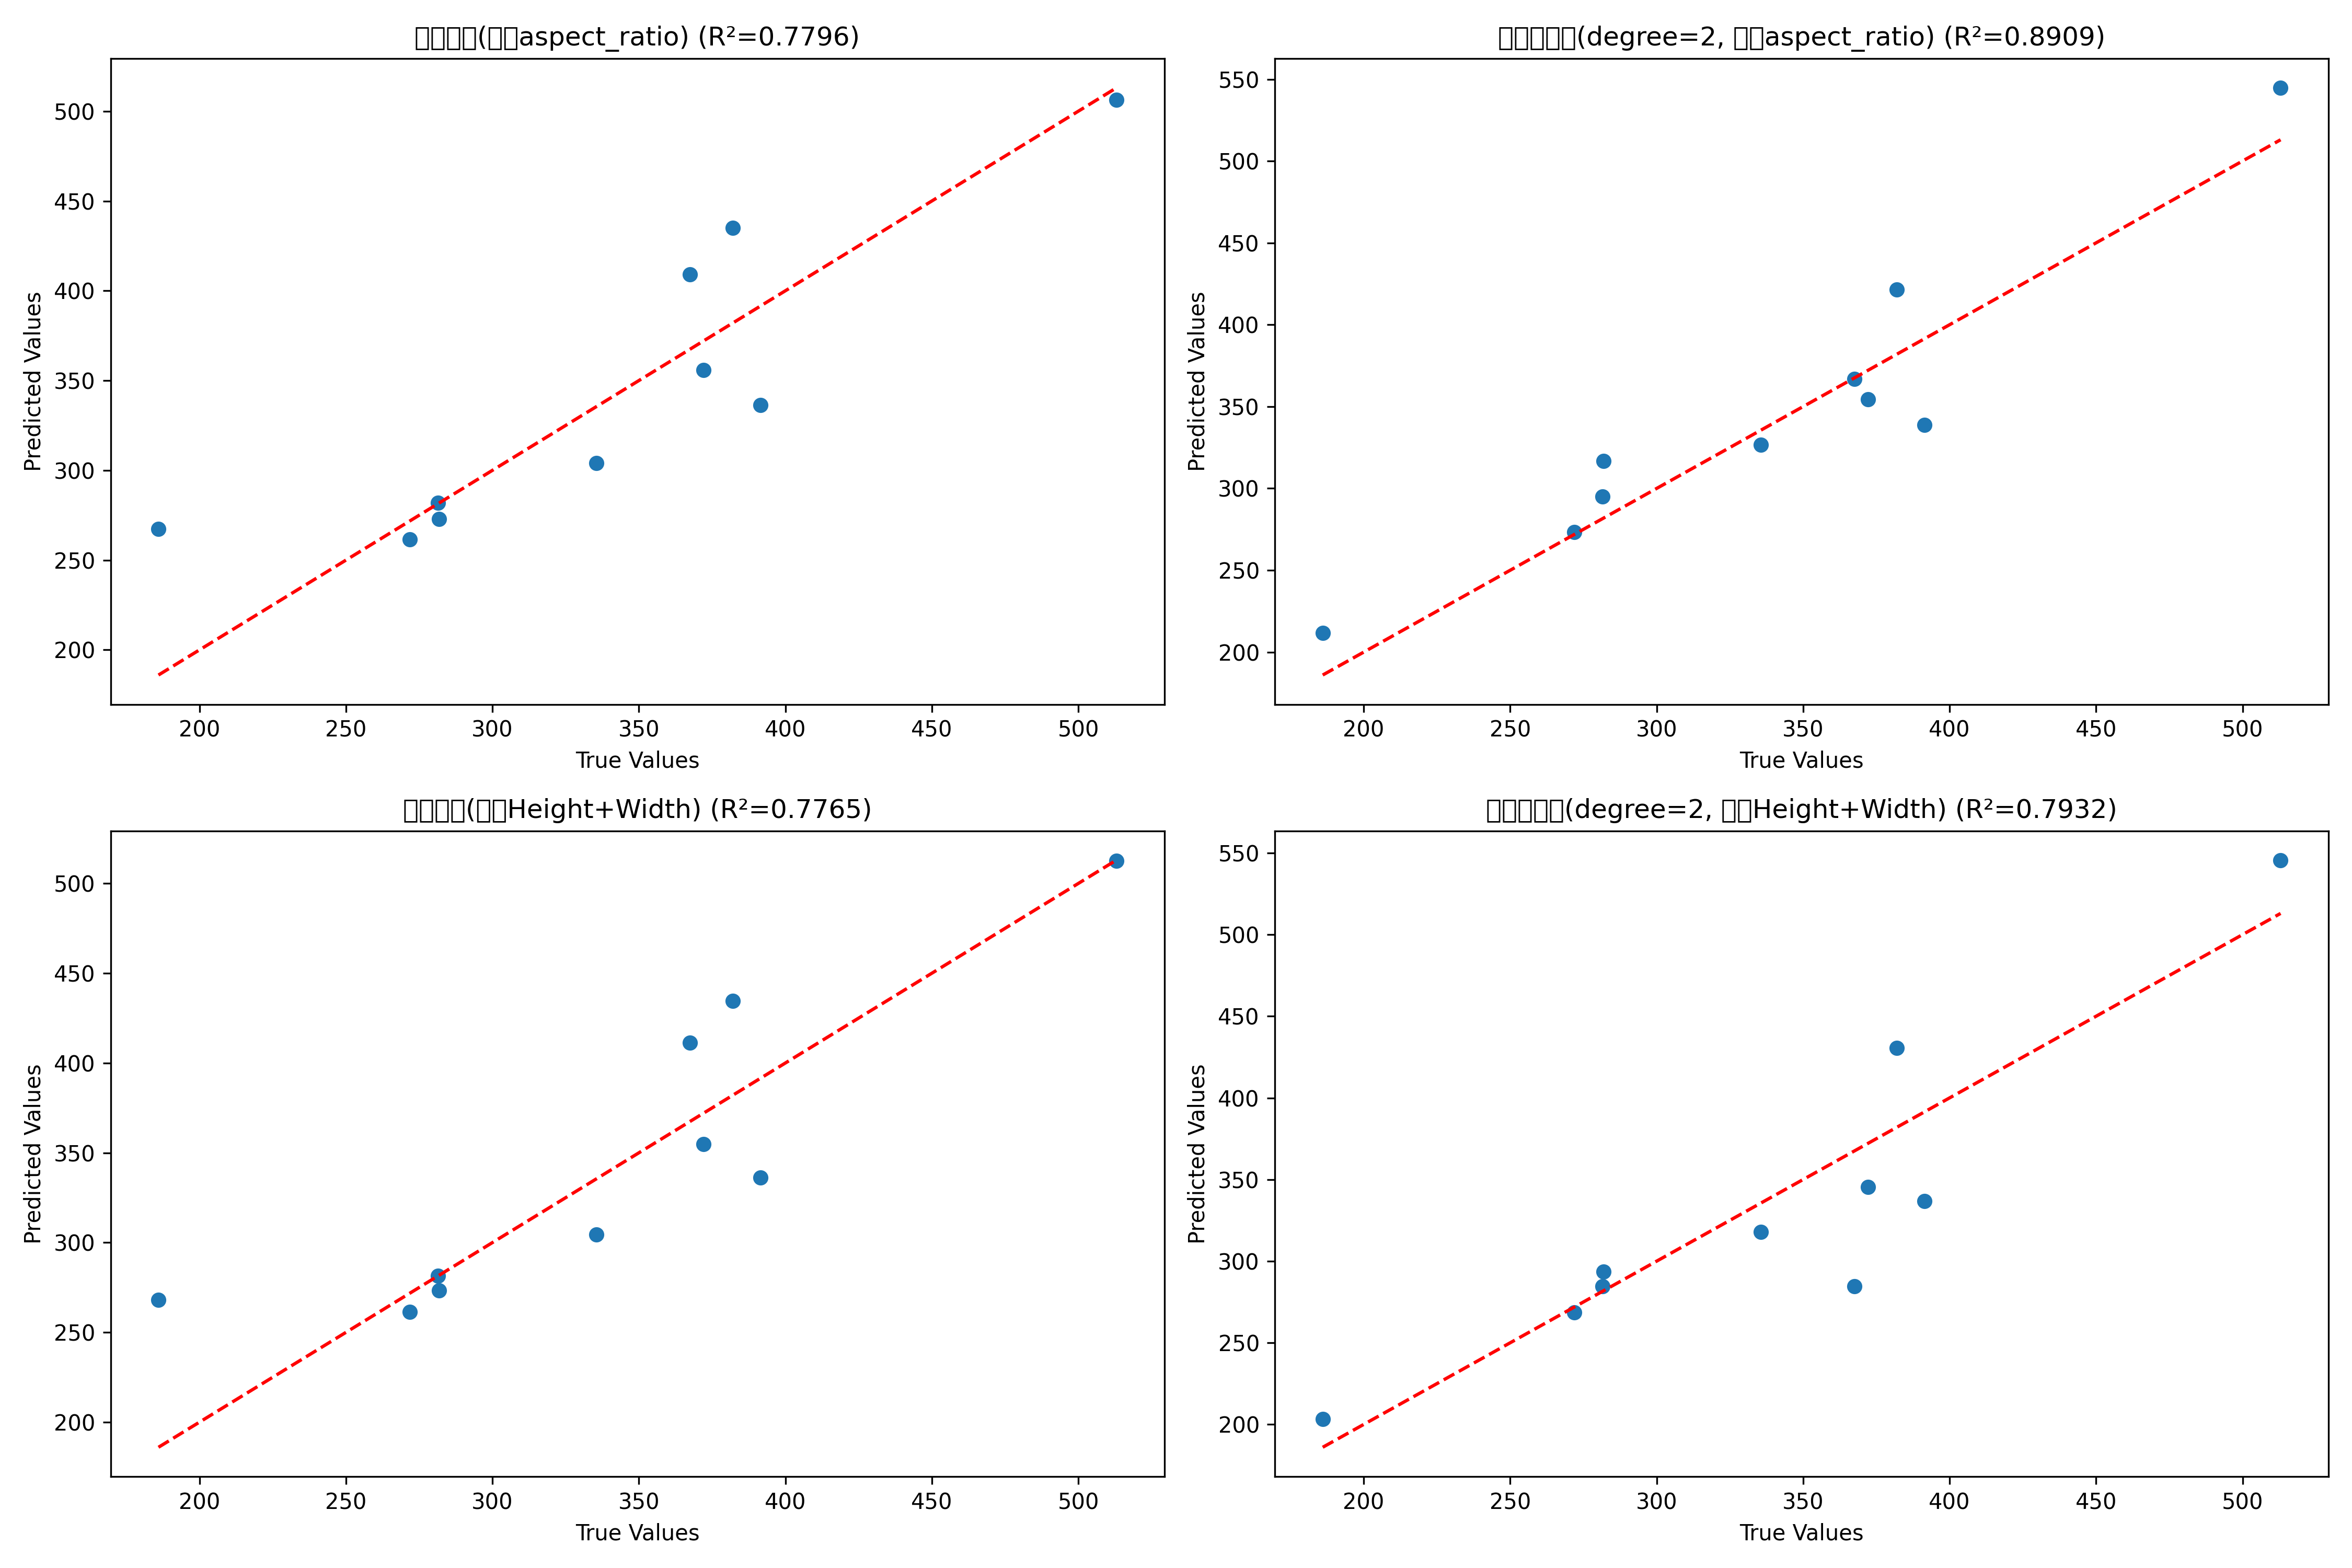 □□□□(□□aspect_ratio) (R²=0.7796)
Predicted Values
500
450
400
350
300
250
200
200 250 300 350 400 450 500
True Values
□□□□□(degree=2, □□aspect_ratio) (R²=0.8909)
Predicted Values
550
500
450
400
350
300
250
200
200 250 300 350 400 450 500
True Values
□□□□(□□Height+Width) (R²=0.7765)
Predicted Values
500
450
400
350
300
250
200
200 250 300 350 400 450 500
True Values
□□□□□(degree=2, □□Height+Width) (R²=0.7932)
Predicted Values
550
500
450
400
350
300
250
200
200 250 300 350 400 450 500
True Values